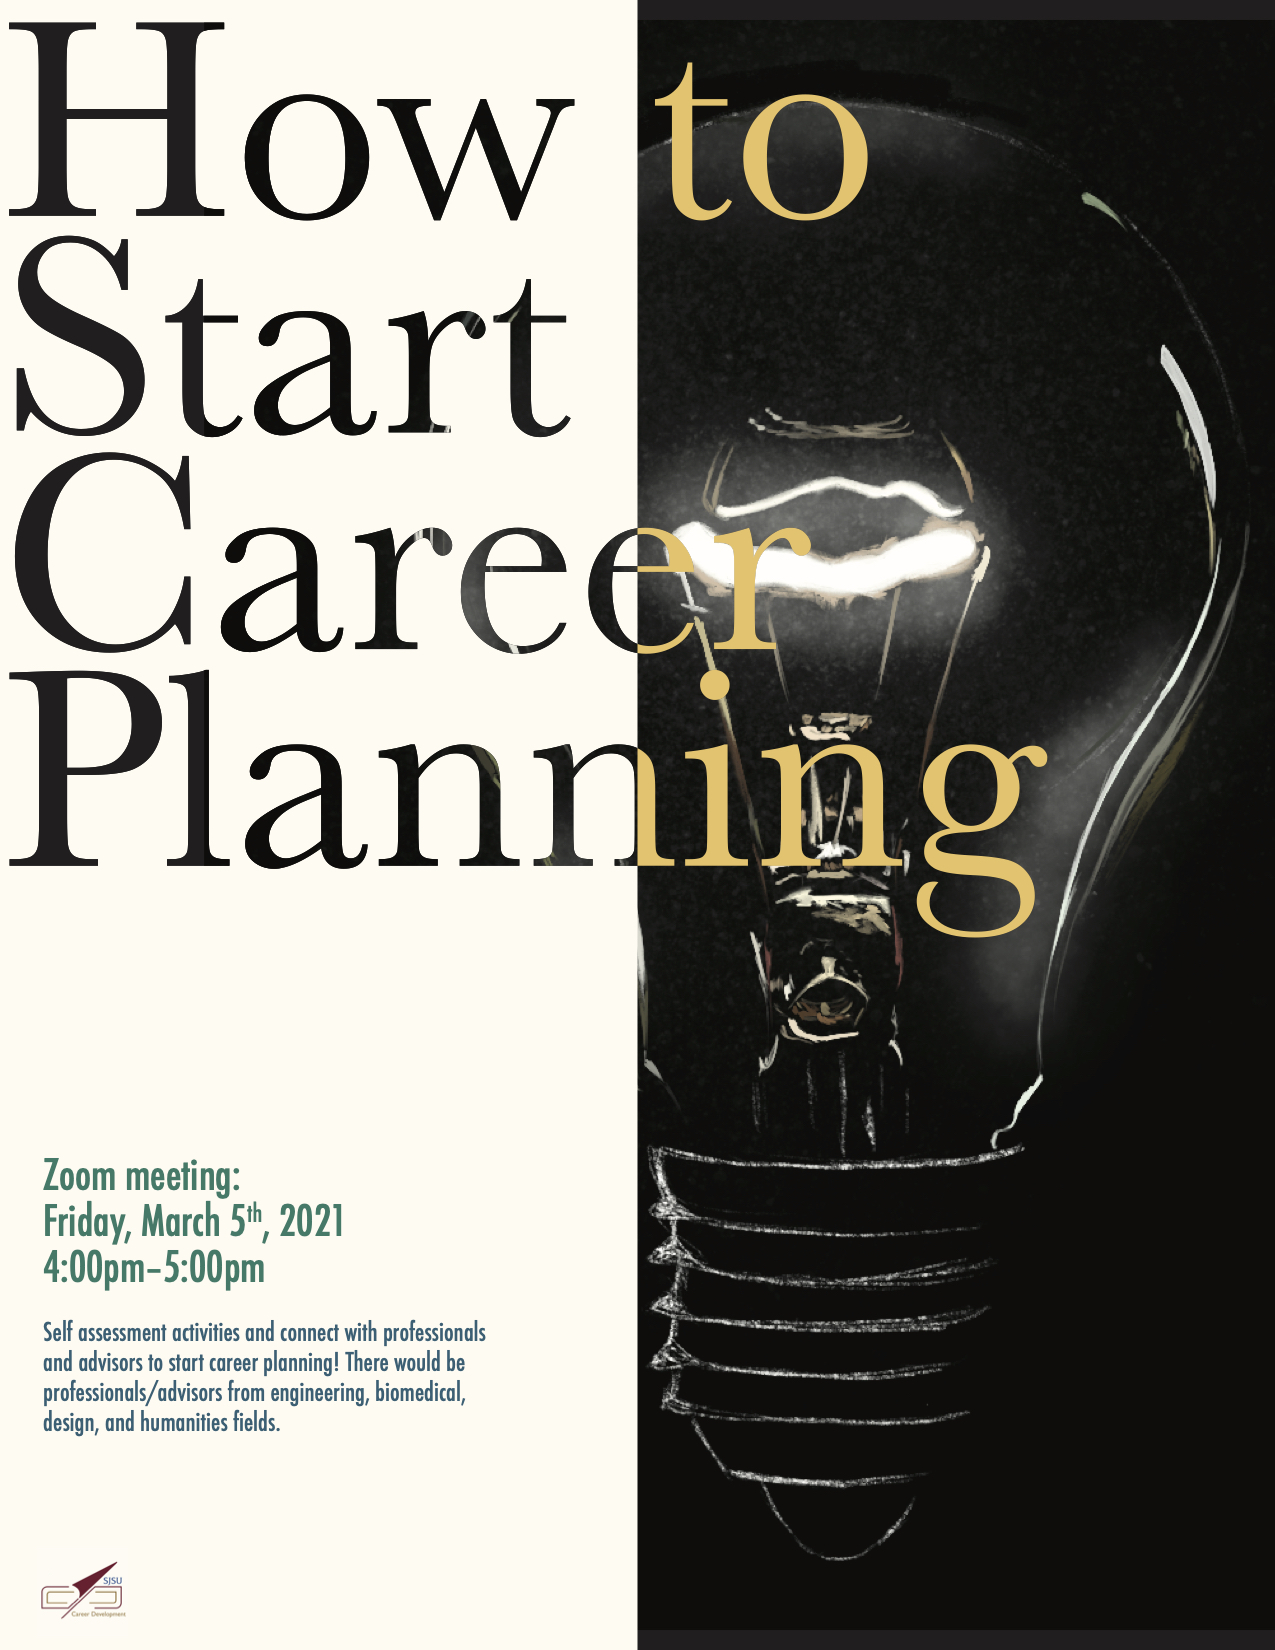 How to
Start
Career
Planning
Zoom meeting:
Friday, March 5th, 2021
4:00pm–5:00pm
Self assessment activities and connect with professionals
and advisors to start career planning! There would be
professionals/advisors from engineering, biomedical,
design, and humanities fields.
SJSU
Career Development